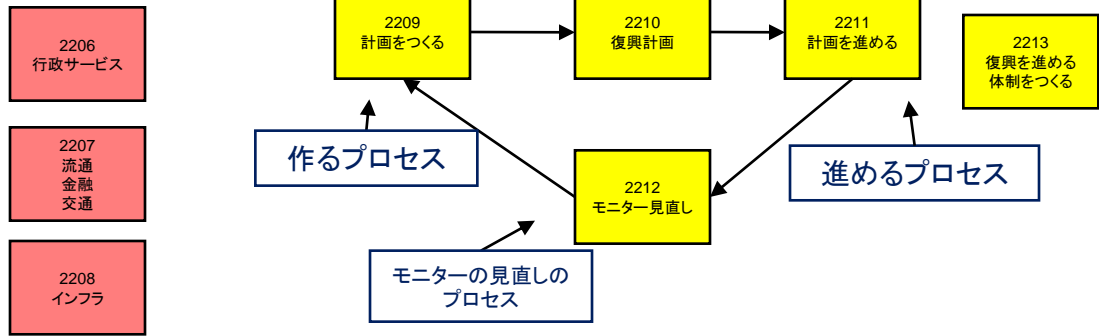 2206
行政サービス
2207
流通
金融
交通
2208
インフラ
2209
計画をつくる
2210
復興計画
2211
計画を進める
2213
復興を進める
体制をつくる
作るプロセス
進めるプロセス
2212
モニター見直し
モニターの見直しの
プロセス